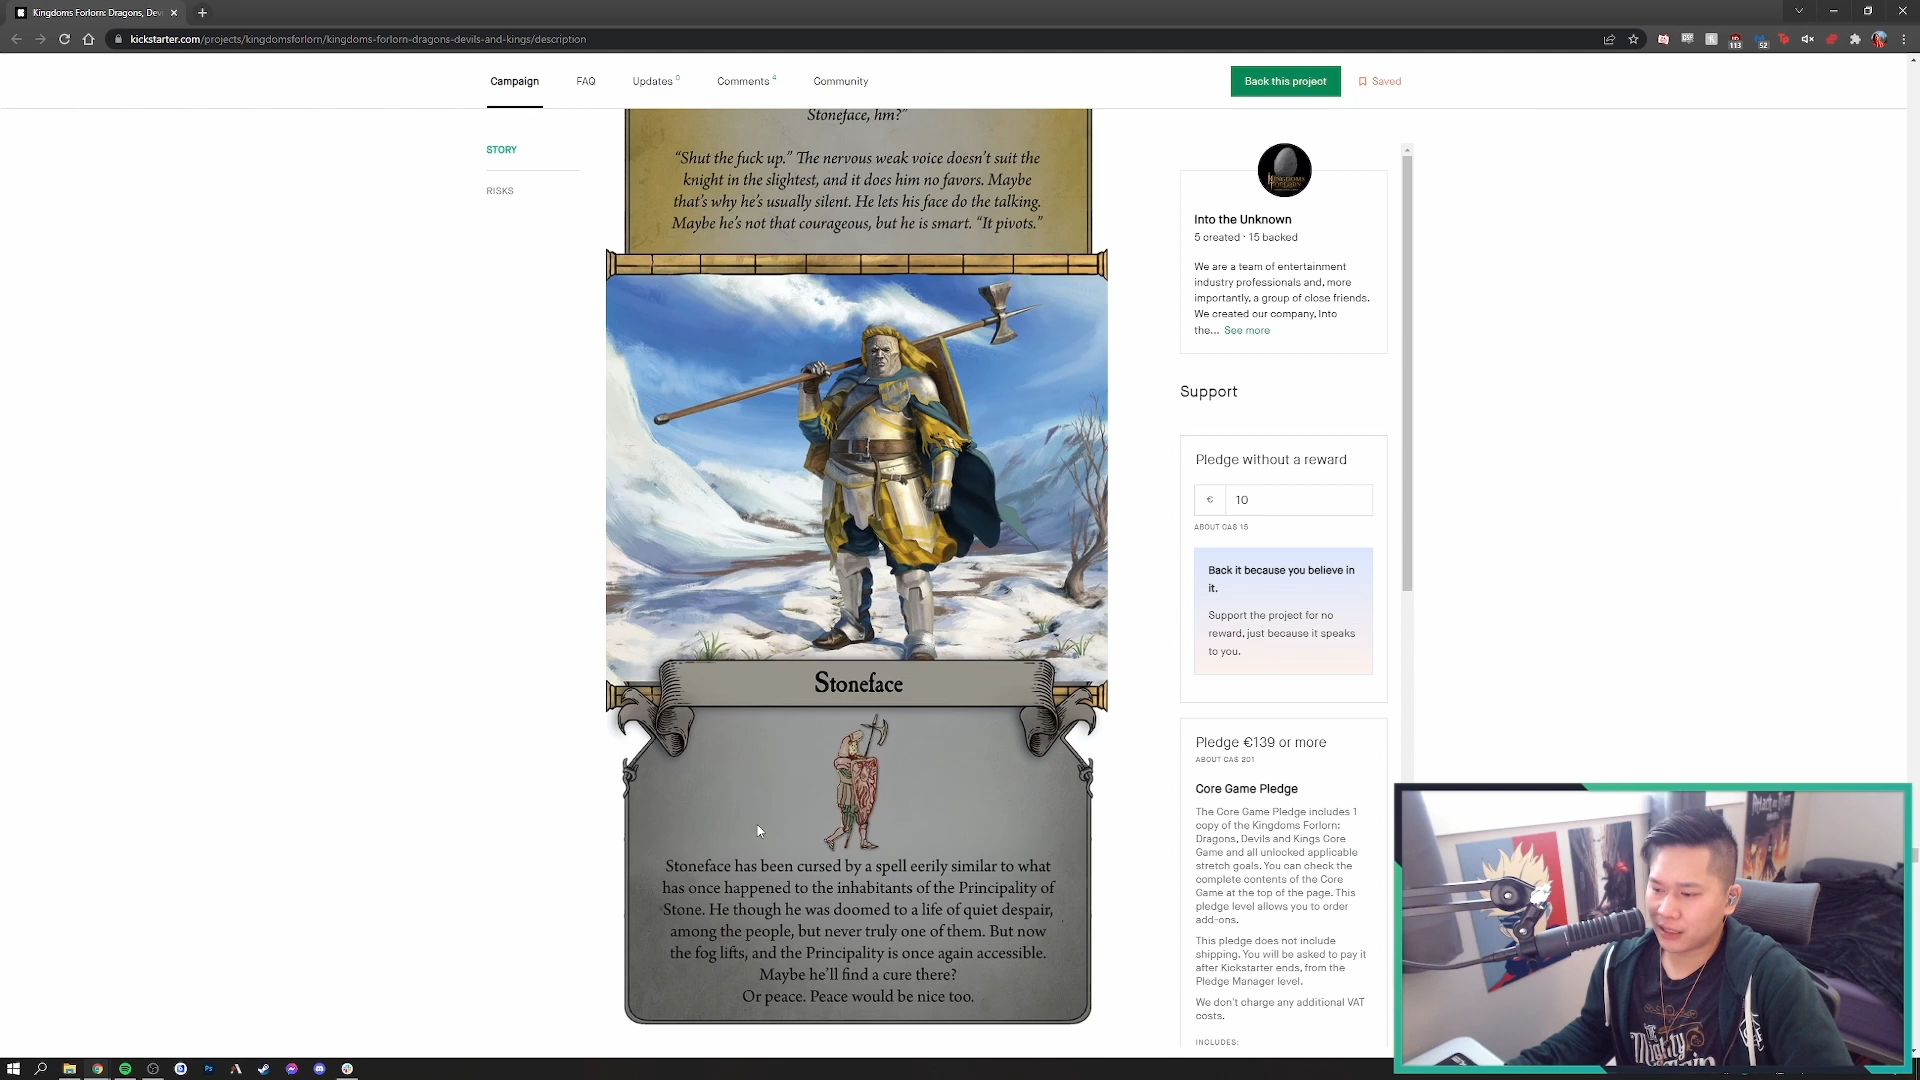 Kingdoms Forlorn: Dragons, Dev
kickstarter.com/projects/kingdomsforlorn/kingdoms-forlorn-dragons-devils-and-kings/description
113
52
Campaign
FAQ
Updates 0
Comments 4
Community
Back this project
Saved
STORY
RISKS
Stoneface, hm?”
“Shut the fuck up.” The nervous weak voice doesn’t suit the
knight in the slightest, and it does him no favors. Maybe
that’s why he’s usually silent. He lets his face do the talking.
Maybe he’s not that courageous, but he is smart. “It pivots.”
Stoneface
Stoneface has been cursed by a spell eerily similar to what
has once happened to the inhabitants of the Principality of
Stone. He though he was doomed to a life of quiet despair,
among the people, but never truly one of them. But now
the fog lifts, and the Principality is once again accessible.
Maybe he’ll find a cure there?
Or peace. Peace would be nice too.
KINGDOMS
FORLORN
Into the Unknown
5 created · 15 backed
We are a team of entertainment
industry professionals and, more
importantly, a group of close friends.
We created our company, Into
the... See more
Support
Pledge without a reward
€ 10
ABOUT CA$ 15
Back it because you believe in
it.
Support the project for no
reward, just because it speaks
to you.
Pledge €139 or more
ABOUT CA$ 201
Core Game Pledge
The Core Game Pledge includes 1
copy of the Kingdoms Forlorn:
Dragons, Devils and Kings Core
Game and all unlocked applicable
stretch goals. You can check the
complete contents of the Core
Game at the top of the page. This
pledge level allows you to order
add-ons.
This pledge does not include
shipping. You will be asked to pay it
after Kickstarter ends, from the
Pledge Manager level.
We don't charge any additional VAT
costs.
INCLUDES:
Attack on Titan
The
Mighty